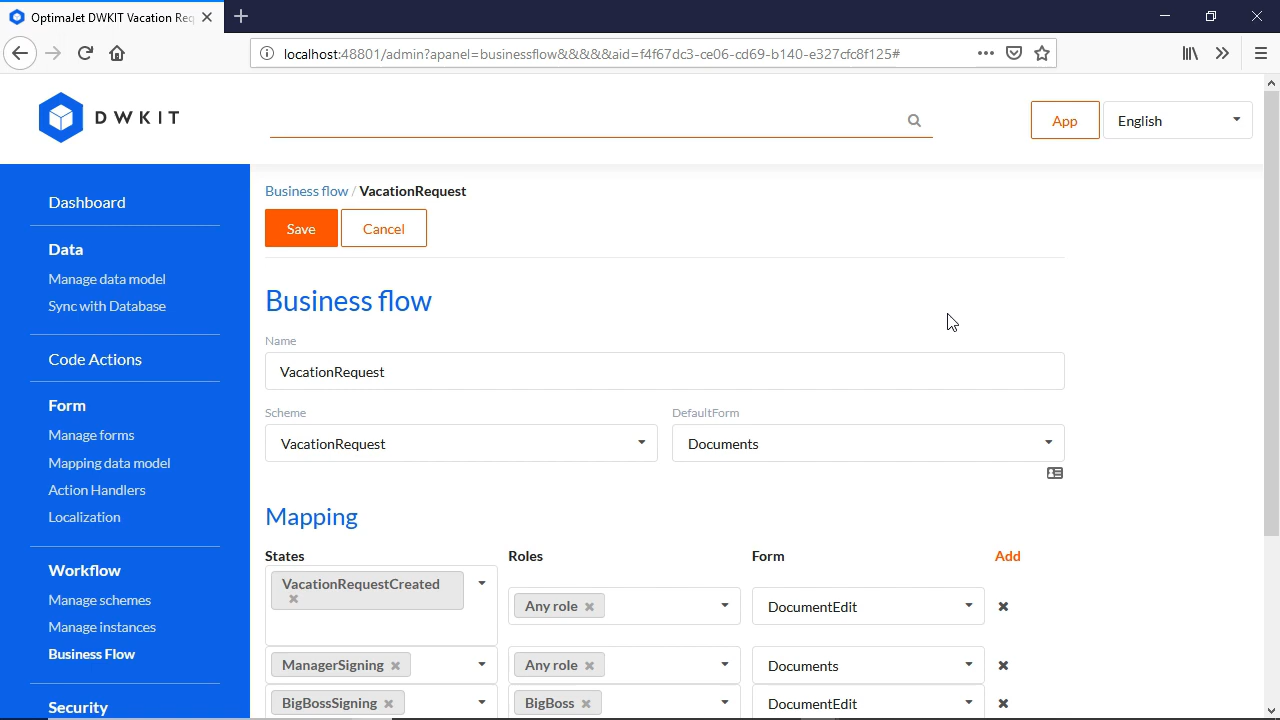 OptimaJet DWKIT Vacation Req
localhost:48801/admin?apanel=businessflow&&&&&aid=f4f67dc3-ce06-cd69-b140-e327cfc8f125#
DWKIT
App
English
Dashboard
Data
Manage data model
Sync with Database
Code Actions
Form
Manage forms
Mapping data model
Action Handlers
Localization
Workflow
Manage schemes
Manage instances
Business Flow
Security
Business flow / VacationRequest
Save
Cancel
Business flow
Name
VacationRequest
Scheme
DefaultForm
VacationRequest
Documents
Mapping
States
Roles
Form
Add
VacationRequestCreated
Any role
DocumentEdit
ManagerSigning
Any role
Documents
BigBossSigning
BigBoss
DocumentEdit